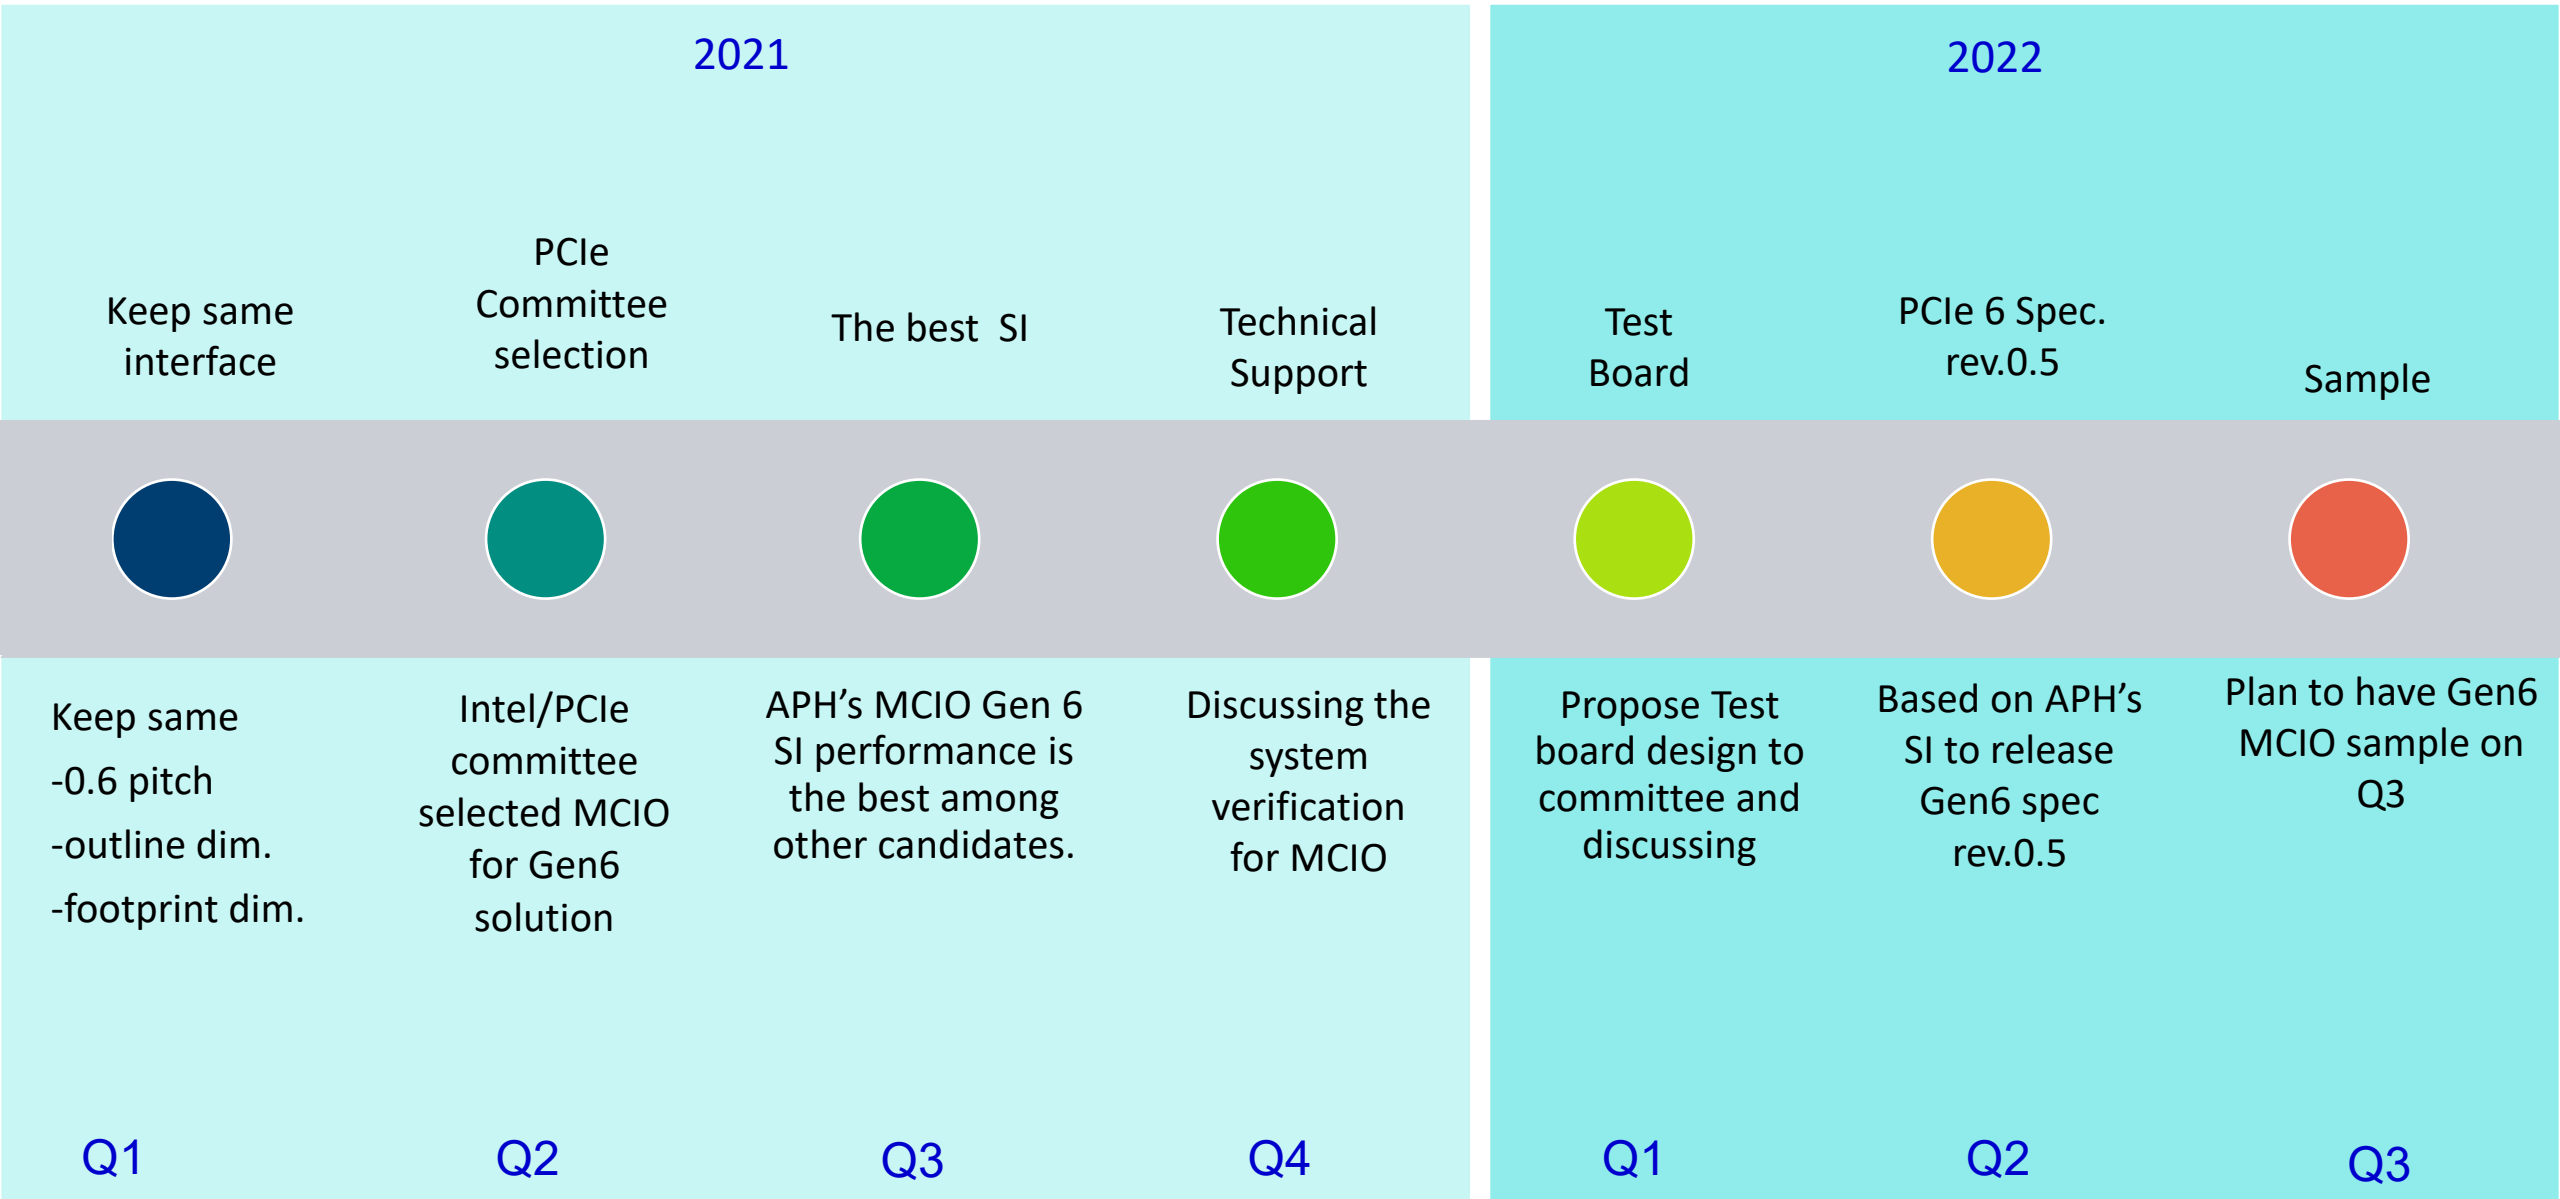 2021
2022
Keep same
interface
PCIe
Committee
selection
The best  SI
Technical
Support
Test
Board
PCIe 6 Spec.
rev.0.5
Sample
Keep same
-0.6 pitch
-outline dim.
-footprint dim.
Intel/PCIe
committee
selected MCIO
for Gen6
solution
APH’s MCIO Gen 6
SI performance is
the best among
other candidates.
Discussing the
system
verification
for MCIO
Propose Test
board design to
committee and
discussing
Based on APH’s
SI to release
Gen6 spec
rev.0.5
Plan to have Gen6
MCIO sample on
Q3
Q1
Q2
Q3
Q4
Q1
Q2
Q3